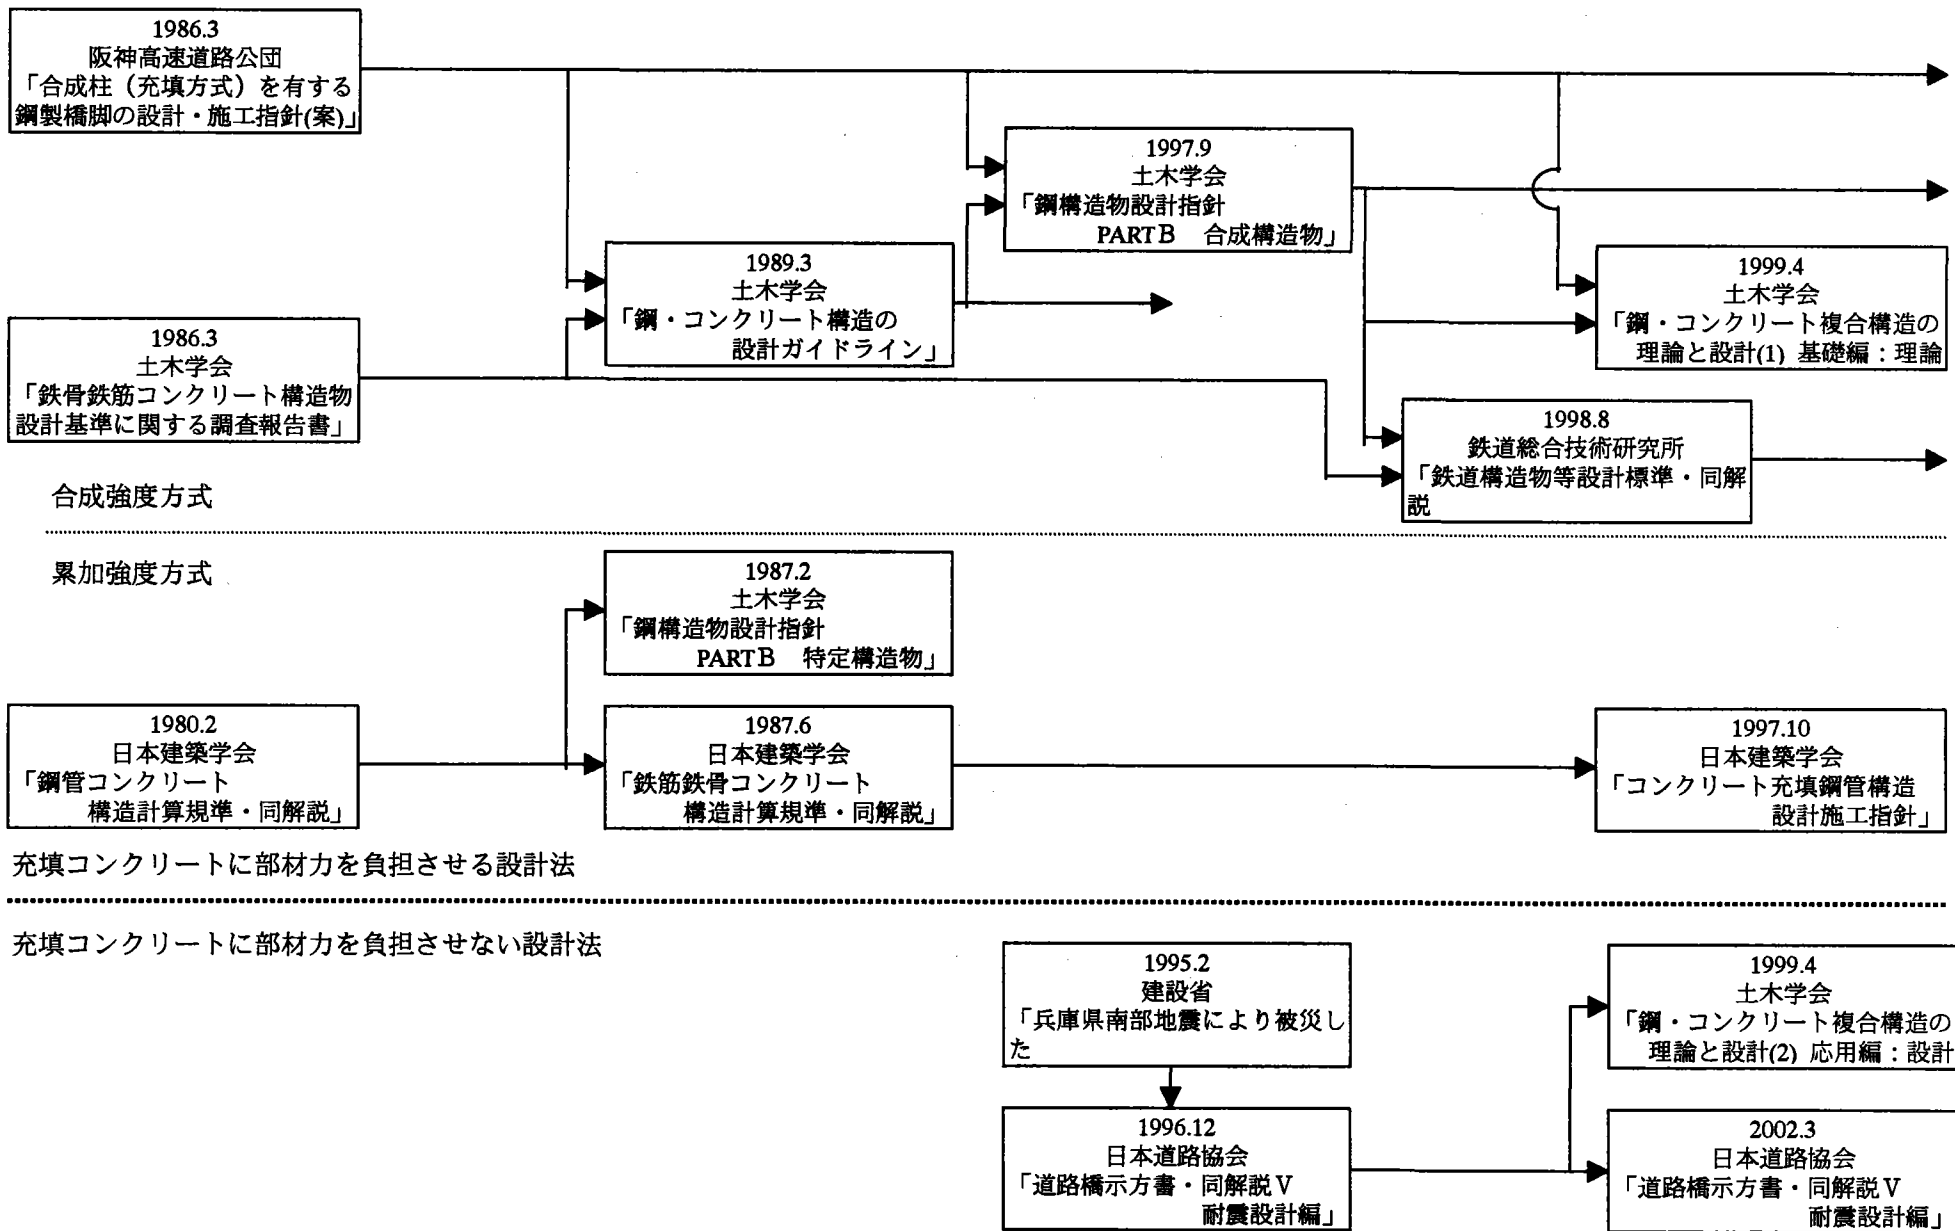 1986.3
阪神高速道路公団
「合成柱（充填方式）を有する
鋼製橋脚の設計・施工指針(案)」
1997.9
土木学会
「鋼構造物設計指針
PARTB　合成構造物」
1989.3
土木学会
「鋼・コンクリート構造の
設計ガイドライン」
1999.4
土木学会
「鋼・コンクリート複合構造の
理論と設計(1) 基礎編：理論
1986.3
土木学会
「鉄骨鉄筋コンクリート構造物
設計基準に関する調査報告書」
1998.8
鉄道総合技術研究所
「鉄道構造物等設計標準・同解
説
合成強度方式
累加強度方式
1987.2
土木学会
「鋼構造物設計指針
PARTB　特定構造物」
1980.2
日本建築学会
「鋼管コンクリート
構造計算規準・同解説」
1987.6
日本建築学会
「鉄筋鉄骨コンクリート
構造計算規準・同解説」
1997.10
日本建築学会
「コンクリート充填鋼管構造
設計施工指針」
充填コンクリートに部材力を負担させる設計法
充填コンクリートに部材力を負担させない設計法
1995.2
建設省
「兵庫県南部地震により被災し
た
1999.4
土木学会
「鋼・コンクリート複合構造の
理論と設計(2) 応用編：設計
1996.12
日本道路協会
「道路橋示方書・同解説Ⅴ
耐震設計編」
2002.3
日本道路協会
「道路橋示方書・同解説Ⅴ
耐震設計編」